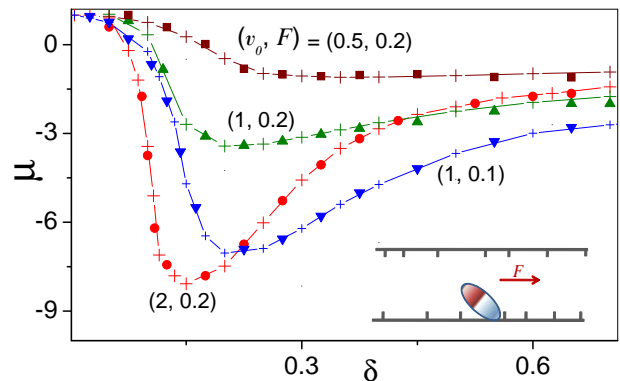 0
(v₀, F) = (0.5, 0.2)
(1, 0.2)
-3
μ
(1, 0.1)
-6
F
-9
(2, 0.2)
0.3
δ
0.6